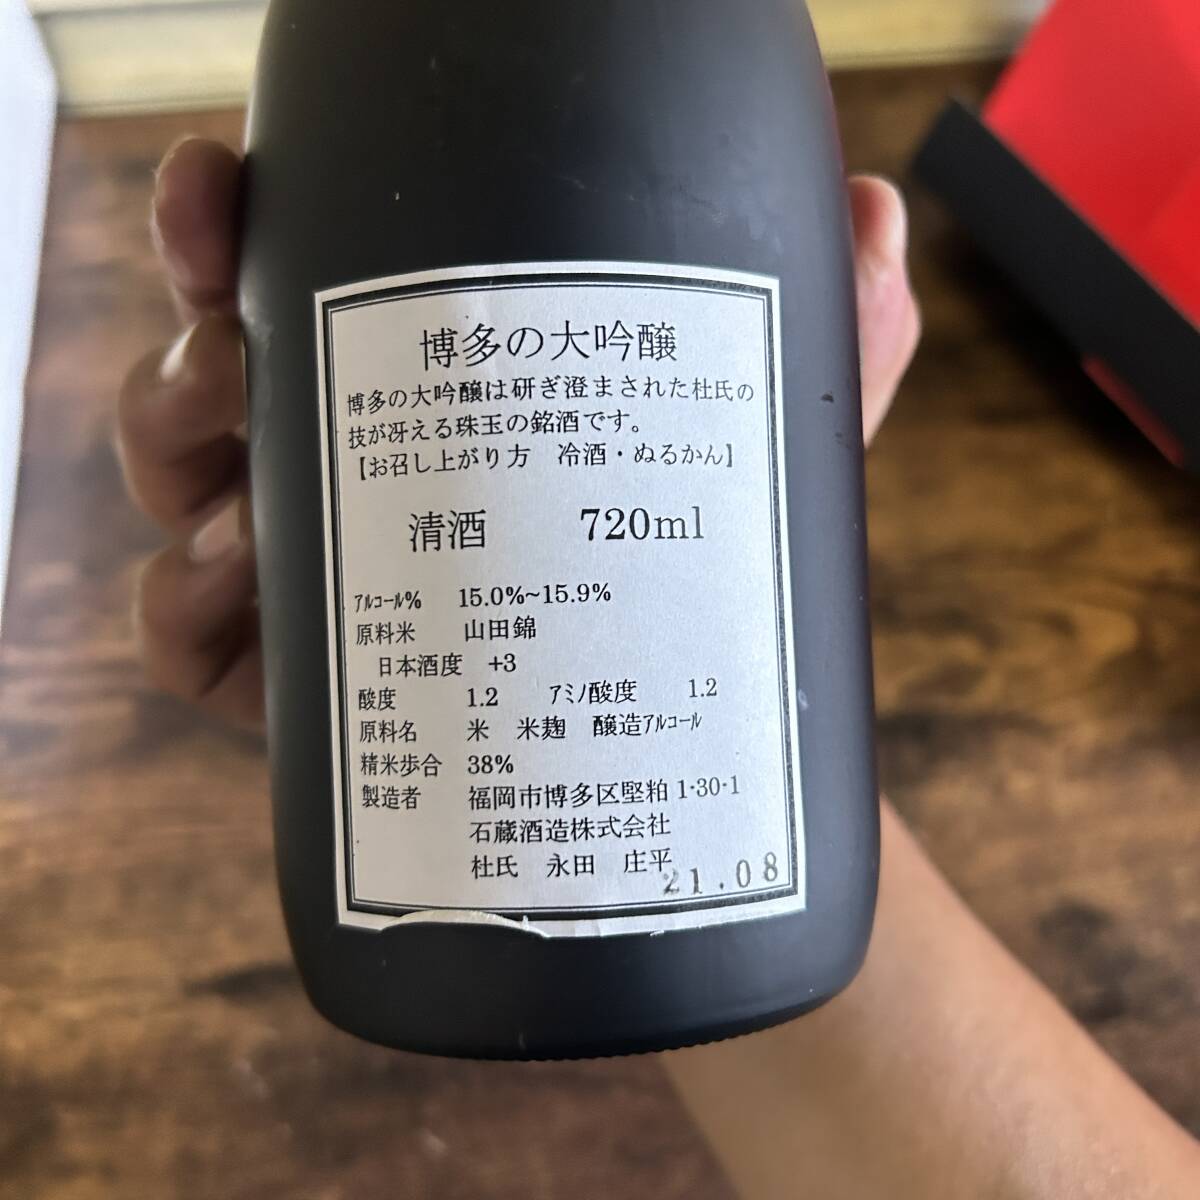 博多の大吟醸
博多の大吟醸は研ぎ澄まされた杜氏の
技が冴える珠玉の銘酒です。
【お召し上がり方　冷酒・ぬるかん】
清酒　720ml
ｱﾙｺｰﾙ%　15.0%~15.9%
原料米　山田錦
日本酒度　+3
酸度　1.2　ｱﾐﾉ酸度　1.2
原料名　米　米麹　醸造ｱﾙｺｰﾙ
精米歩合　38%
製造者　福岡市博多区堅粕 1-30-1
石蔵酒造株式会社
杜氏　永田　庄平
21.08